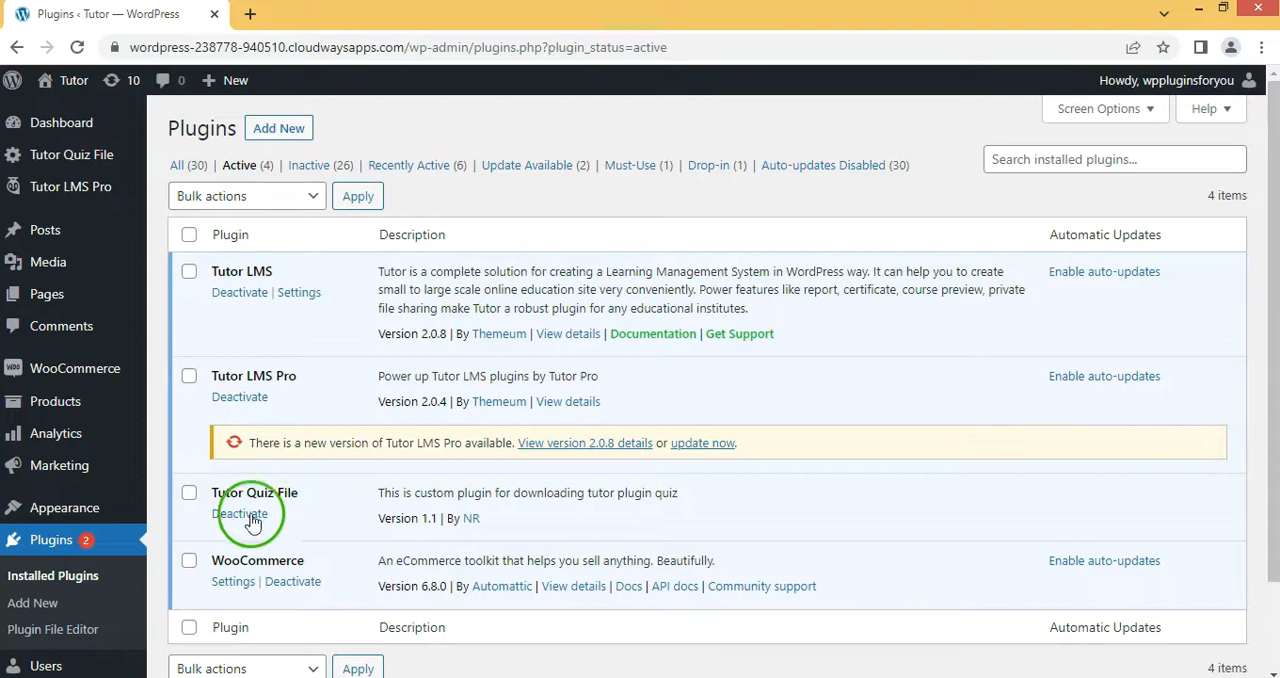 Plugins ‹ Tutor — WordPress
wordpress-238778-940510.cloudwaysapps.com/wp-admin/plugins.php?plugin_status=active
Tutor 10 0 New
Howdy, wppluginsforyou
Dashboard
Tutor Quiz File
Tutor LMS Pro
Posts
Media
Pages
Comments
WooCommerce
Products
Analytics
Marketing
Appearance
Plugins 2
Installed Plugins
Add New
Plugin File Editor
Users
Screen Options Help
Plugins Add New
All (30) | Active (4) | Inactive (26) | Recently Active (6) | Update Available (2) | Must-Use (1) | Drop-in (1) | Auto-updates Disabled (30)
Search installed plugins...
Bulk actions Apply
4 items
Plugin Description Automatic Updates
Tutor LMS
Deactivate | Settings
Tutor is a complete solution for creating a Learning Management System in WordPress way. It can help you to create
small to large scale online education site very conveniently. Power features like report, certificate, course preview, private
file sharing make Tutor a robust plugin for any educational institutes.
Version 2.0.8 | By Themeum | View details | Documentation | Get Support
Enable auto-updates
Tutor LMS Pro
Deactivate
Power up Tutor LMS plugins by Tutor Pro
Version 2.0.4 | By Themeum | View details
Enable auto-updates
There is a new version of Tutor LMS Pro available. View version 2.0.8 details or update now.
Tutor Quiz File
Deactivate
This is custom plugin for downloading tutor plugin quiz
Version 1.1 | By NR
WooCommerce
Settings | Deactivate
An eCommerce toolkit that helps you sell anything. Beautifully.
Version 6.8.0 | By Automattic | View details | Docs | API docs | Community support
Enable auto-updates
Plugin Description Automatic Updates
Bulk actions Apply
4 items